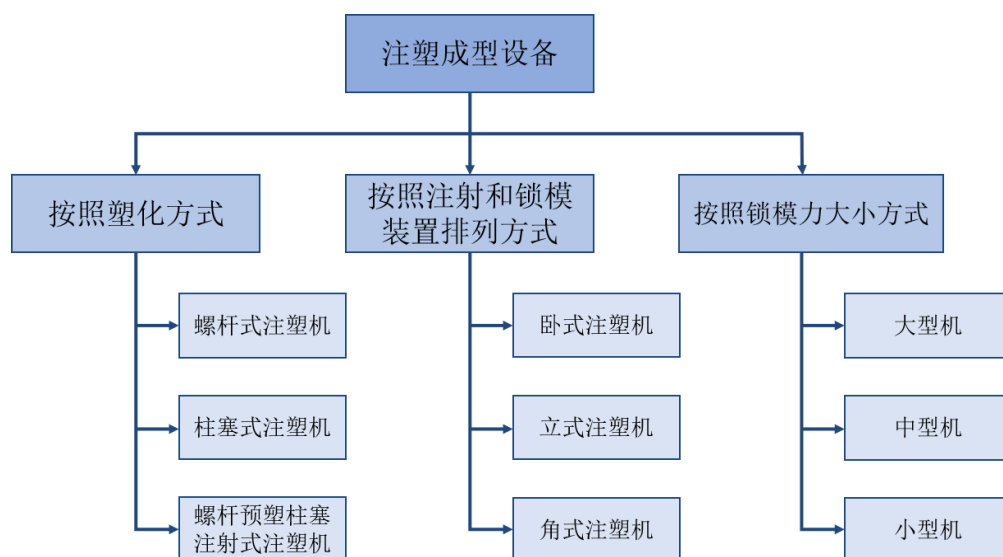 注塑成型设备
按照塑化方式
按照注射和锁模
装置排列方式
按照锁模力大小方式
螺杆式注塑机
卧式注塑机
大型机
柱塞式注塑机
立式注塑机
中型机
螺杆预塑柱塞
注射式注塑机
角式注塑机
小型机